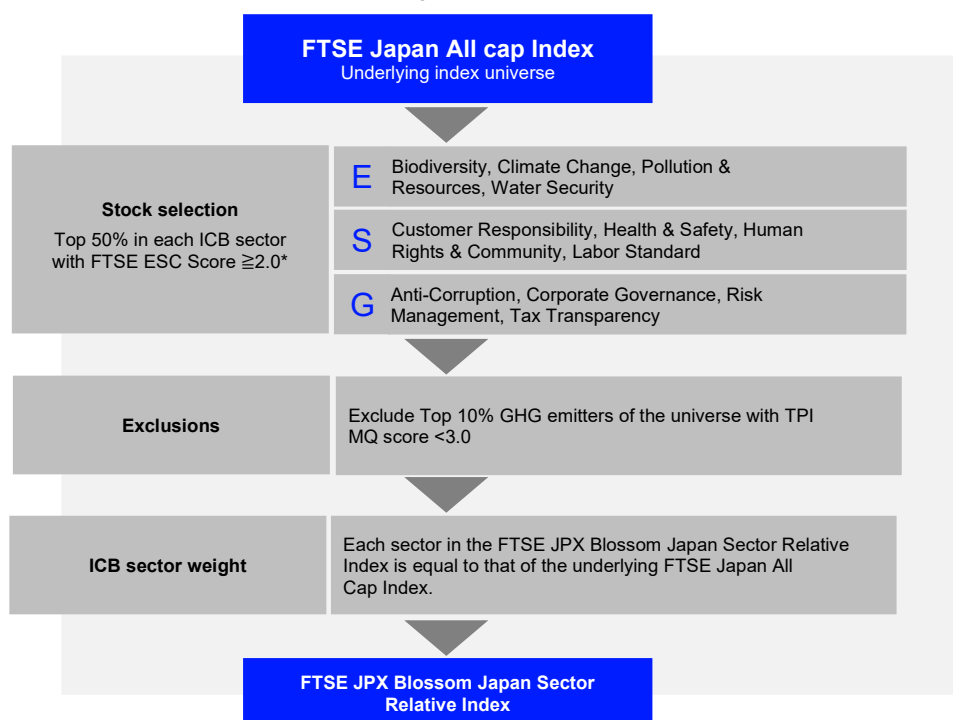 FTSE Japan All cap Index
Underlying index universe
Stock selection
Top 50% in each ICB sector
with FTSE ESC Score ≧2.0*
E
Biodiversity, Climate Change, Pollution &
Resources, Water Security
S
Customer Responsibility, Health & Safety, Human
Rights & Community, Labor Standard
G
Anti-Corruption, Corporate Governance, Risk
Management, Tax Transparency
Exclusions
Exclude Top 10% GHG emitters of the universe with TPI
MQ score <3.0
ICB sector weight
Each sector in the FTSE JPX Blossom Japan Sector Relative
Index is equal to that of the underlying FTSE Japan All
Cap Index.
FTSE JPX Blossom Japan Sector
Relative Index